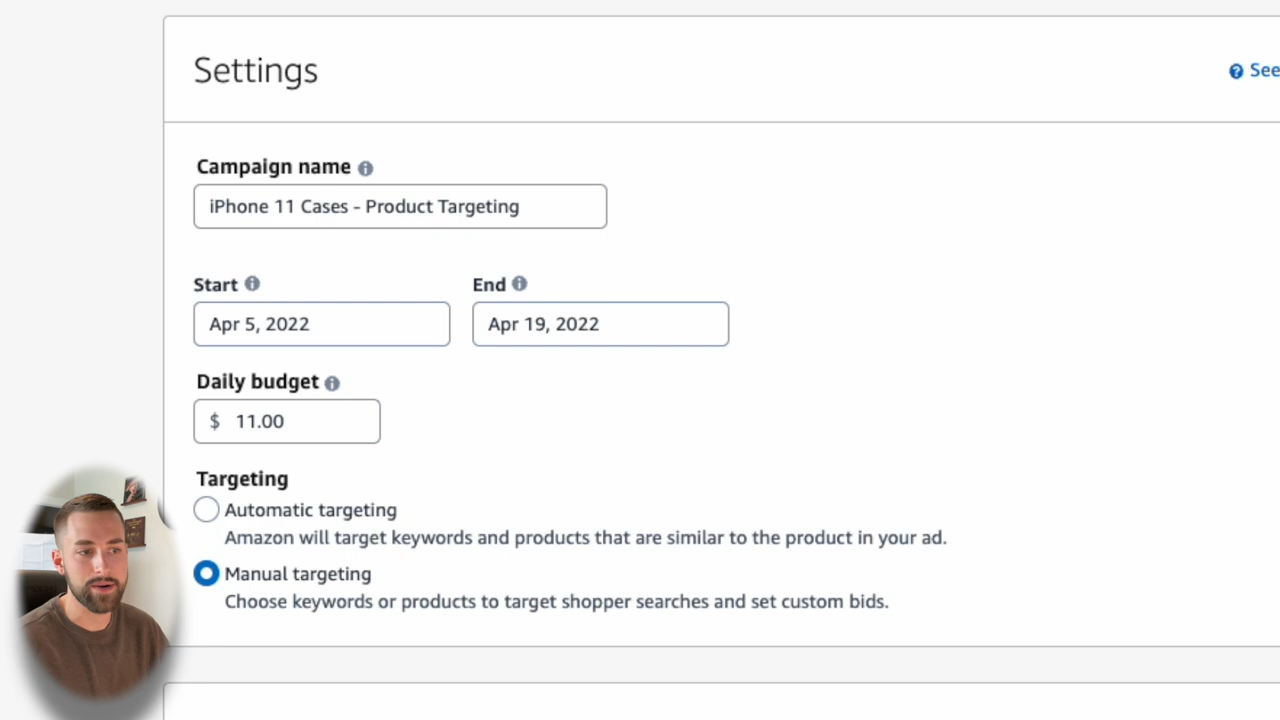 Settings
See
Campaign name
iPhone 11 Cases - Product Targeting
Start End
Apr 5, 2022 Apr 19, 2022
Daily budget
$ 11.00
Targeting
Automatic targeting
Amazon will target keywords and products that are similar to the product in your ad.
Manual targeting
Choose keywords or products to target shopper searches and set custom bids.